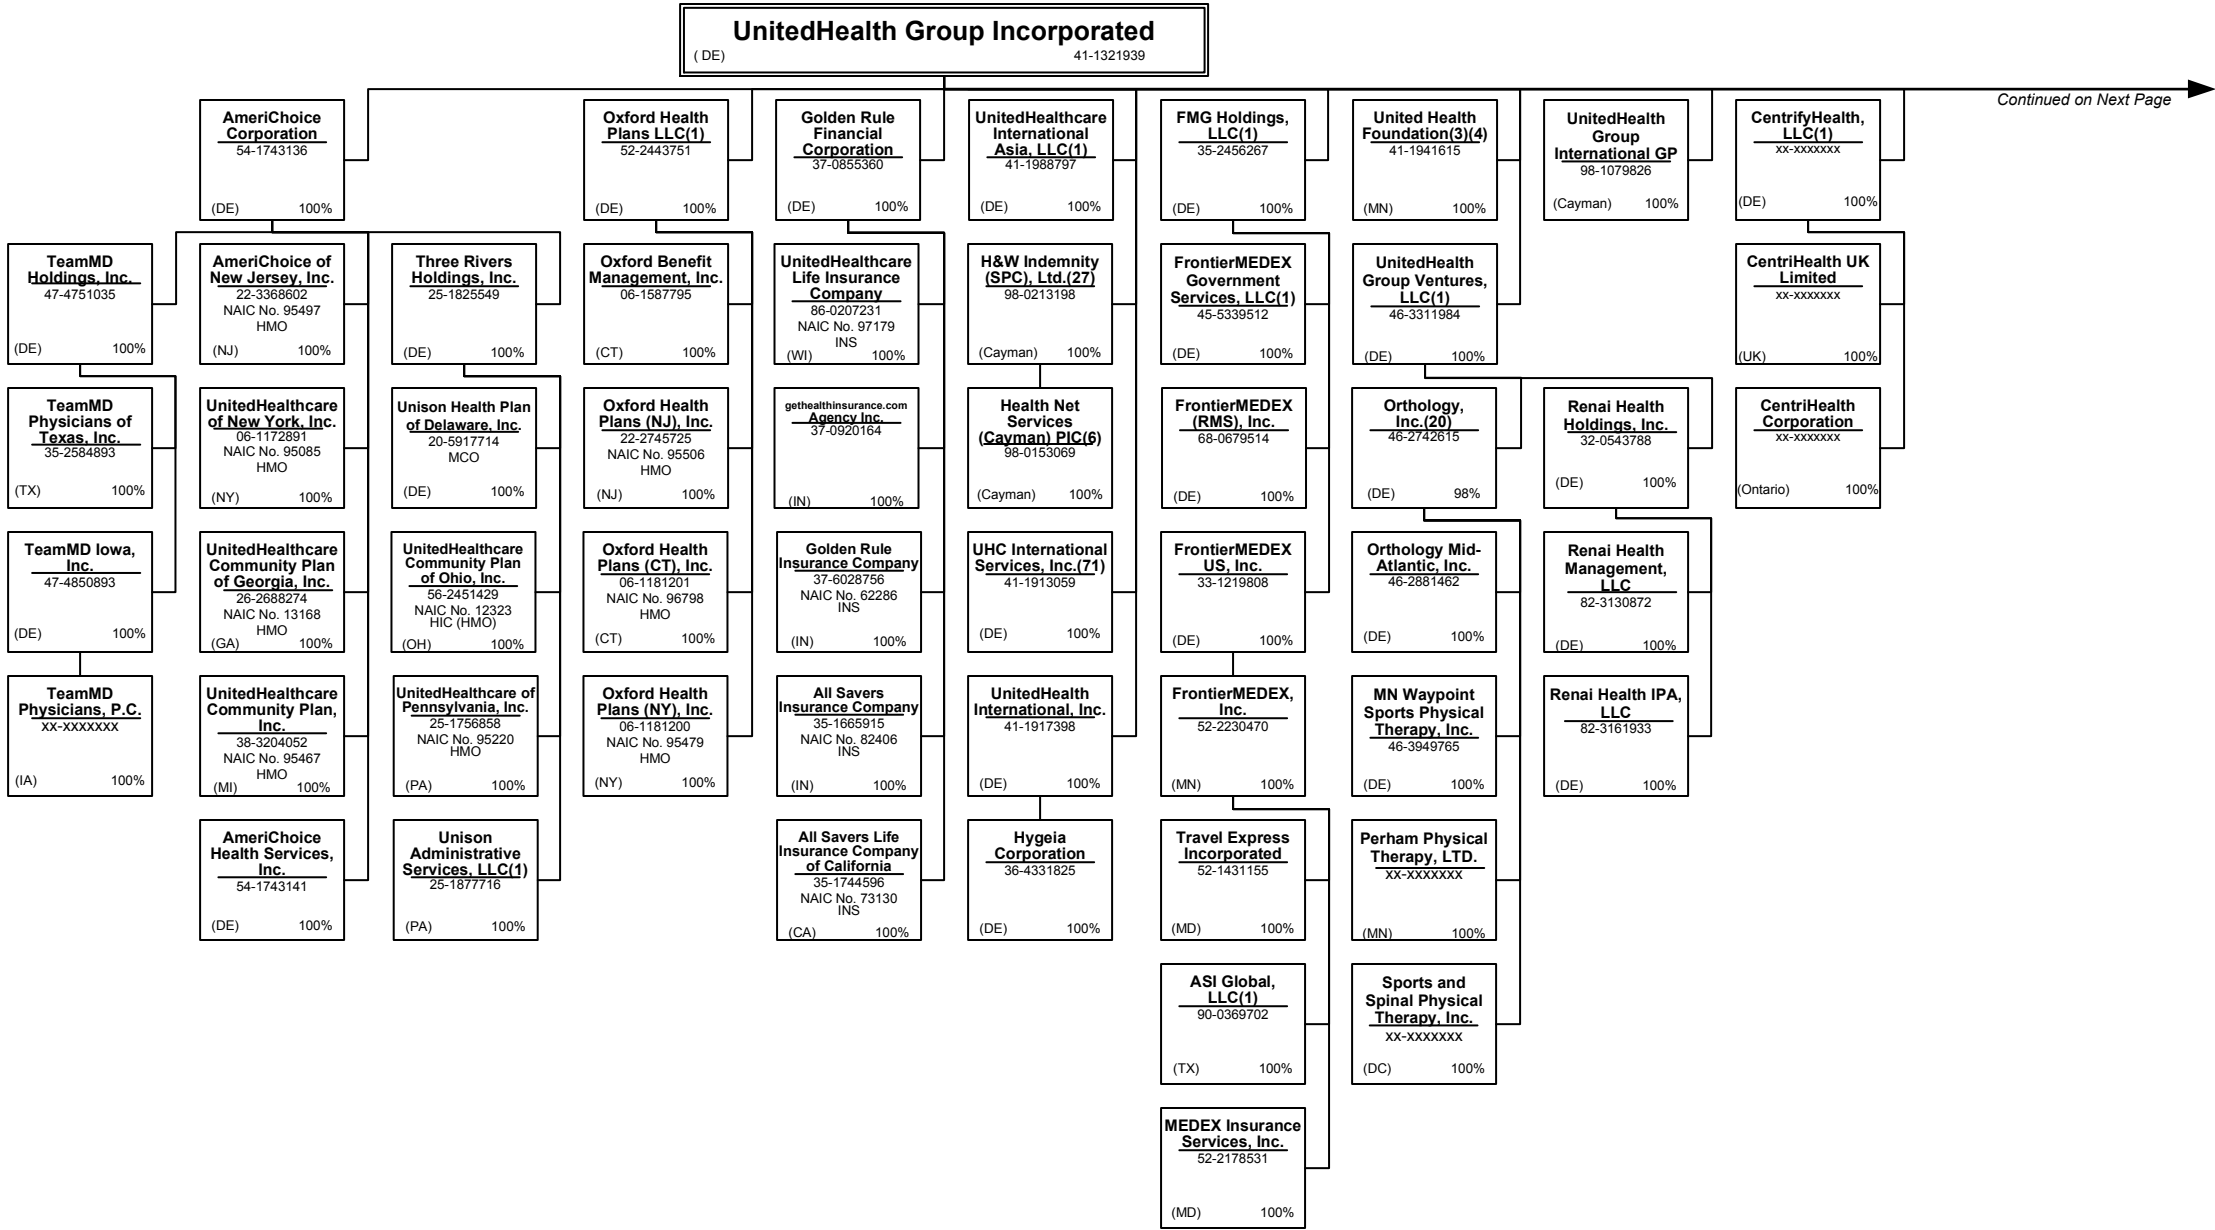 UnitedHealth Group Incorporated
( DE) 41-1321939
Continued on Next Page
AmeriChoice
Corporation
54-1743136
(DE) 100%
Oxford Health
Plans LLC(1)
52-2443751
(DE) 100%
Golden Rule
Financial
Corporation
37-0855360
(DE) 100%
UnitedHealthcare
International
Asia, LLC(1)
41-1988797
(DE) 100%
FMG Holdings,
LLC(1)
35-2456267
(DE) 100%
United Health
Foundation(3)(4)
41-1941615
(MN) 100%
UnitedHealth
Group
International GP
98-1079826
(Cayman) 100%
CentrifyHealth,
LLC(1)
xx-xxxxxxx
(DE) 100%
TeamMD
Holdings, Inc.
47-4751035
(DE) 100%
AmeriChoice of
New Jersey, Inc.
22-3368602
NAIC No. 95497
HMO
(NJ) 100%
Three Rivers
Holdings, Inc.
25-1825549
(DE) 100%
Oxford Benefit
Management, Inc.
06-1587795
(CT) 100%
UnitedHealthcare
Life Insurance
Company
86-0207231
NAIC No. 97179
INS
(WI) 100%
H&W Indemnity
(SPC), Ltd.(27)
98-0213198
(Cayman) 100%
FrontierMEDEX
Government
Services, LLC(1)
45-5339512
(DE) 100%
UnitedHealth
Group Ventures,
LLC(1)
46-3311984
(DE) 100%
CentriHealth UK
Limited
xx-xxxxxxx
(UK) 100%
TeamMD
Physicians of
Texas, Inc.
35-2584893
(TX) 100%
UnitedHealthcare
of New York, Inc.
06-1172891
NAIC No. 95085
HMO
(NY) 100%
Unison Health Plan
of Delaware, Inc.
20-5917714
MCO
(DE) 100%
Oxford Health
Plans (NJ), Inc.
22-2745725
NAIC No. 95506
HMO
(NJ) 100%
gethealthinsurance.com
Agency Inc.
37-0920164
(IN) 100%
Health Net
Services
(Cayman) PIC(6)
98-0153069
(Cayman) 100%
FrontierMEDEX
(RMS), Inc.
68-0679514
(DE) 100%
Orthology,
Inc.(20)
46-2742615
(DE) 98%
Renai Health
Holdings, Inc.
32-0543788
(DE) 100%
CentriHealth
Corporation
xx-xxxxxxx
(Ontario) 100%
TeamMD Iowa,
Inc.
47-4850893
(DE) 100%
UnitedHealthcare
Community Plan
of Georgia, Inc.
26-2688274
NAIC No. 13168
HMO
(GA) 100%
UnitedHealthcare
Community Plan
of Ohio, Inc.
56-2451429
NAIC No. 12323
HIC (HMO)
(OH) 100%
Oxford Health
Plans (CT), Inc.
06-1181201
NAIC No. 96798
HMO
(CT) 100%
Golden Rule
Insurance Company
37-6028756
NAIC No. 62286
INS
(IN) 100%
UHC International
Services, Inc.(71)
41-1913059
(DE) 100%
FrontierMEDEX
US, Inc.
33-1219808
(DE) 100%
Orthology Mid-
Atlantic, Inc.
46-2881462
(DE) 100%
Renai Health
Management,
LLC
82-3130872
(DE) 100%
TeamMD
Physicians, P.C.
xx-xxxxxxx
(IA) 100%
UnitedHealthcare
Community Plan,
Inc.
38-3204052
NAIC No. 95467
HMO
(MI) 100%
UnitedHealthcare of
Pennsylvania, Inc.
25-1756858
NAIC No. 95220
HMO
(PA) 100%
Oxford Health
Plans (NY), Inc.
06-1181200
NAIC No. 95479
HMO
(NY) 100%
All Savers
Insurance Company
35-1665915
NAIC No. 82406
INS
(IN) 100%
UnitedHealth
International, Inc.
41-1917398
(DE) 100%
FrontierMEDEX,
Inc.
52-2230470
(MN) 100%
MN Waypoint
Sports Physical
Therapy, Inc.
46-3949765
(DE) 100%
Renai Health IPA,
LLC
82-3161933
(DE) 100%
AmeriChoice
Health Services,
Inc.
54-1743141
(DE) 100%
Unison
Administrative
Services, LLC(1)
25-1877716
(PA) 100%
All Savers Life
Insurance Company
of California
35-1744596
NAIC No. 73130
INS
(CA) 100%
Hygeia
Corporation
36-4331825
(DE) 100%
Travel Express
Incorporated
52-1431155
(MD) 100%
Perham Physical
Therapy, LTD.
XX-XXXXXXX
(MN) 100%
ASI Global,
LLC(1)
90-0369702
(TX) 100%
Sports and
Spinal Physical
Therapy, Inc.
XX-XXXXXXX
(DC) 100%
MEDEX Insurance
Services, Inc.
52-2178531
(MD) 100%